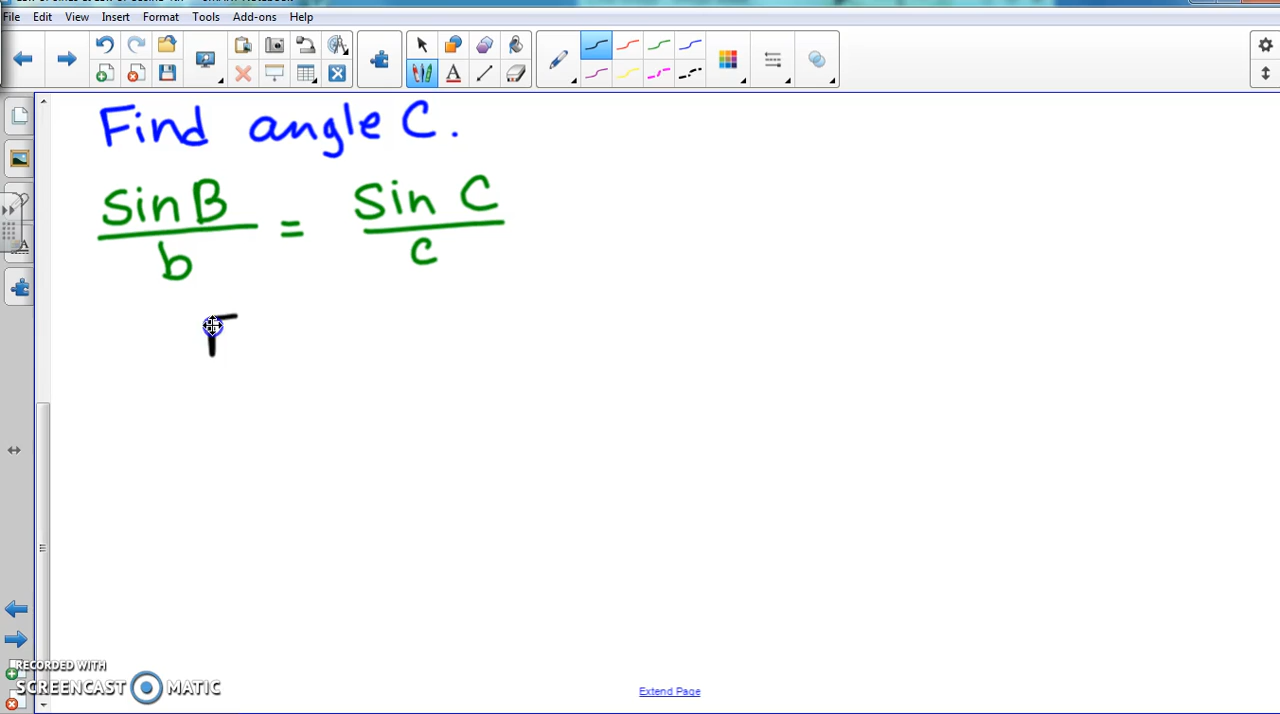 File Edit View Insert Format Tools Add-ons Help
Find angle C.
sin B = sin C
b c
Extend Page
RECORDED WITH
SCREENCAST MATIC